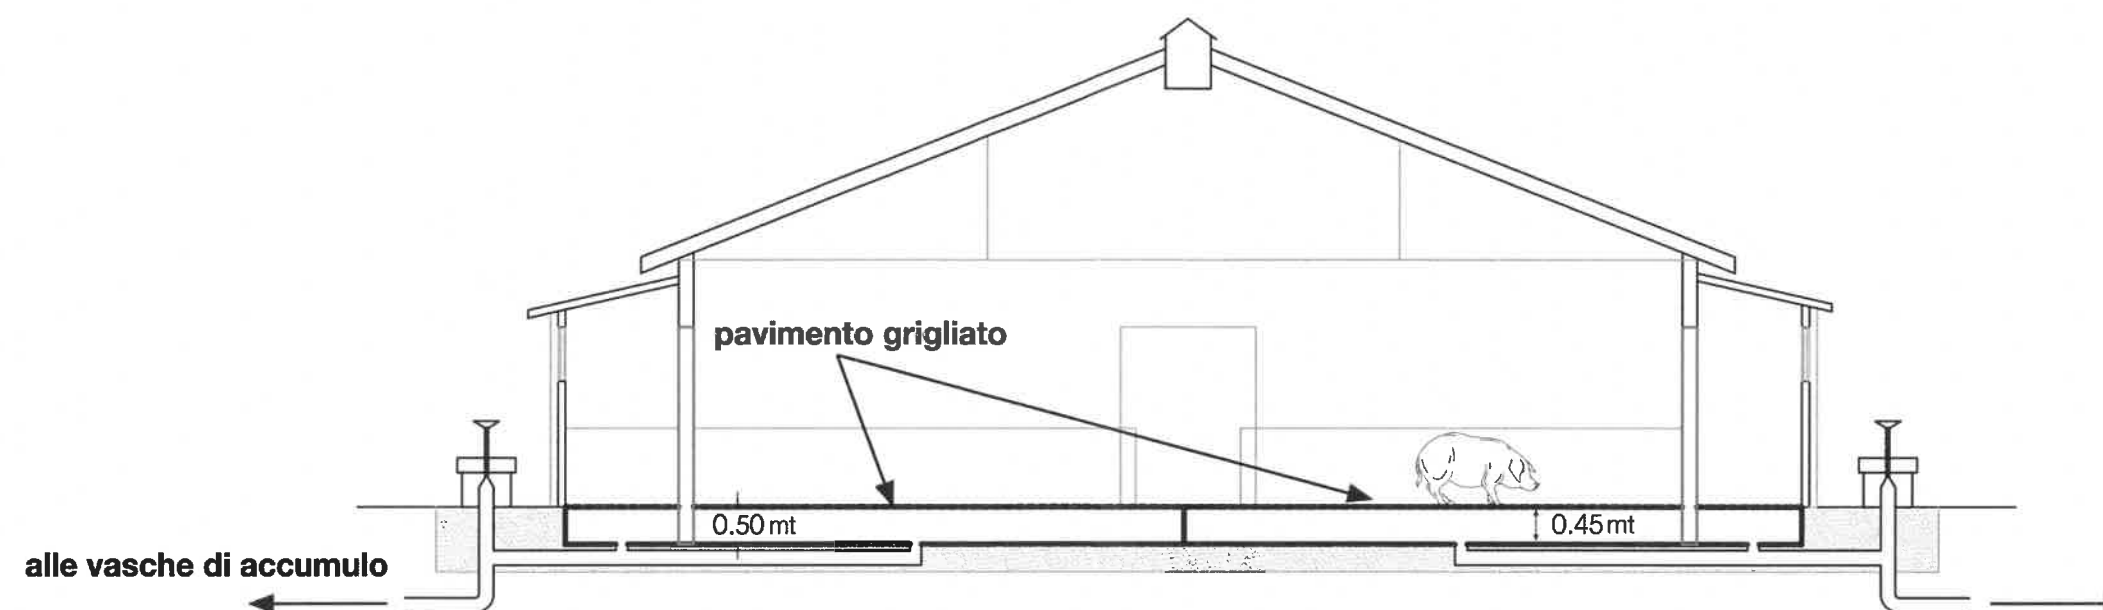 pavimento grigliato
0.50 mt
0.45 mt
alle vasche di accumulo